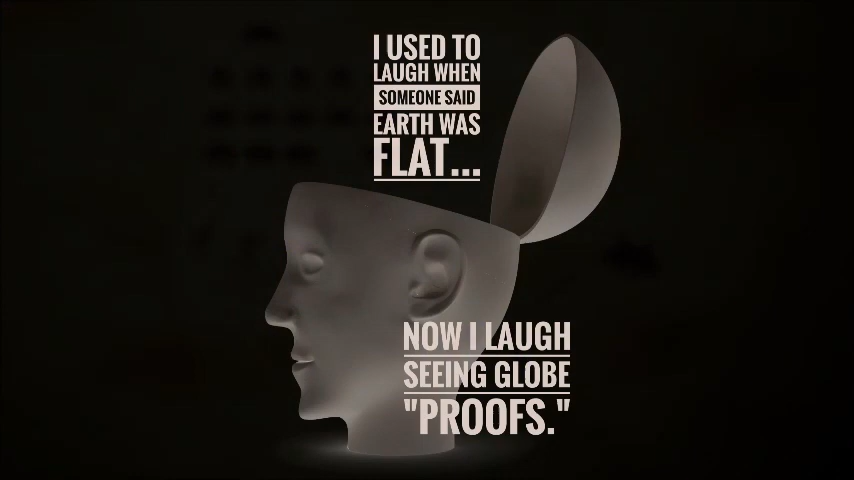 I USED TO
LAUGH WHEN
SOMEONE SAID
EARTH WAS
FLAT...
NOW I LAUGH
SEEING GLOBE
"PROOFS."